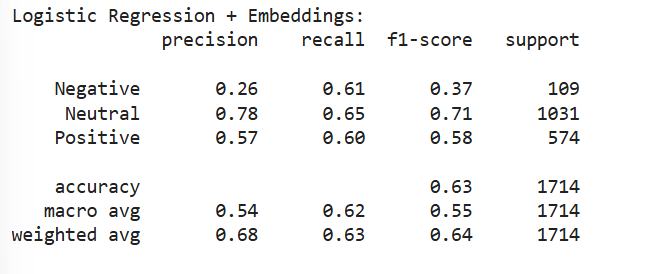 Logistic Regression + Embeddings:
precision recall f1-score support
Negative 0.26 0.61 0.37 109
Neutral 0.78 0.65 0.71 1031
Positive 0.57 0.60 0.58 574
accuracy 0.63 1714
macro avg 0.54 0.62 0.55 1714
weighted avg 0.68 0.63 0.64 1714